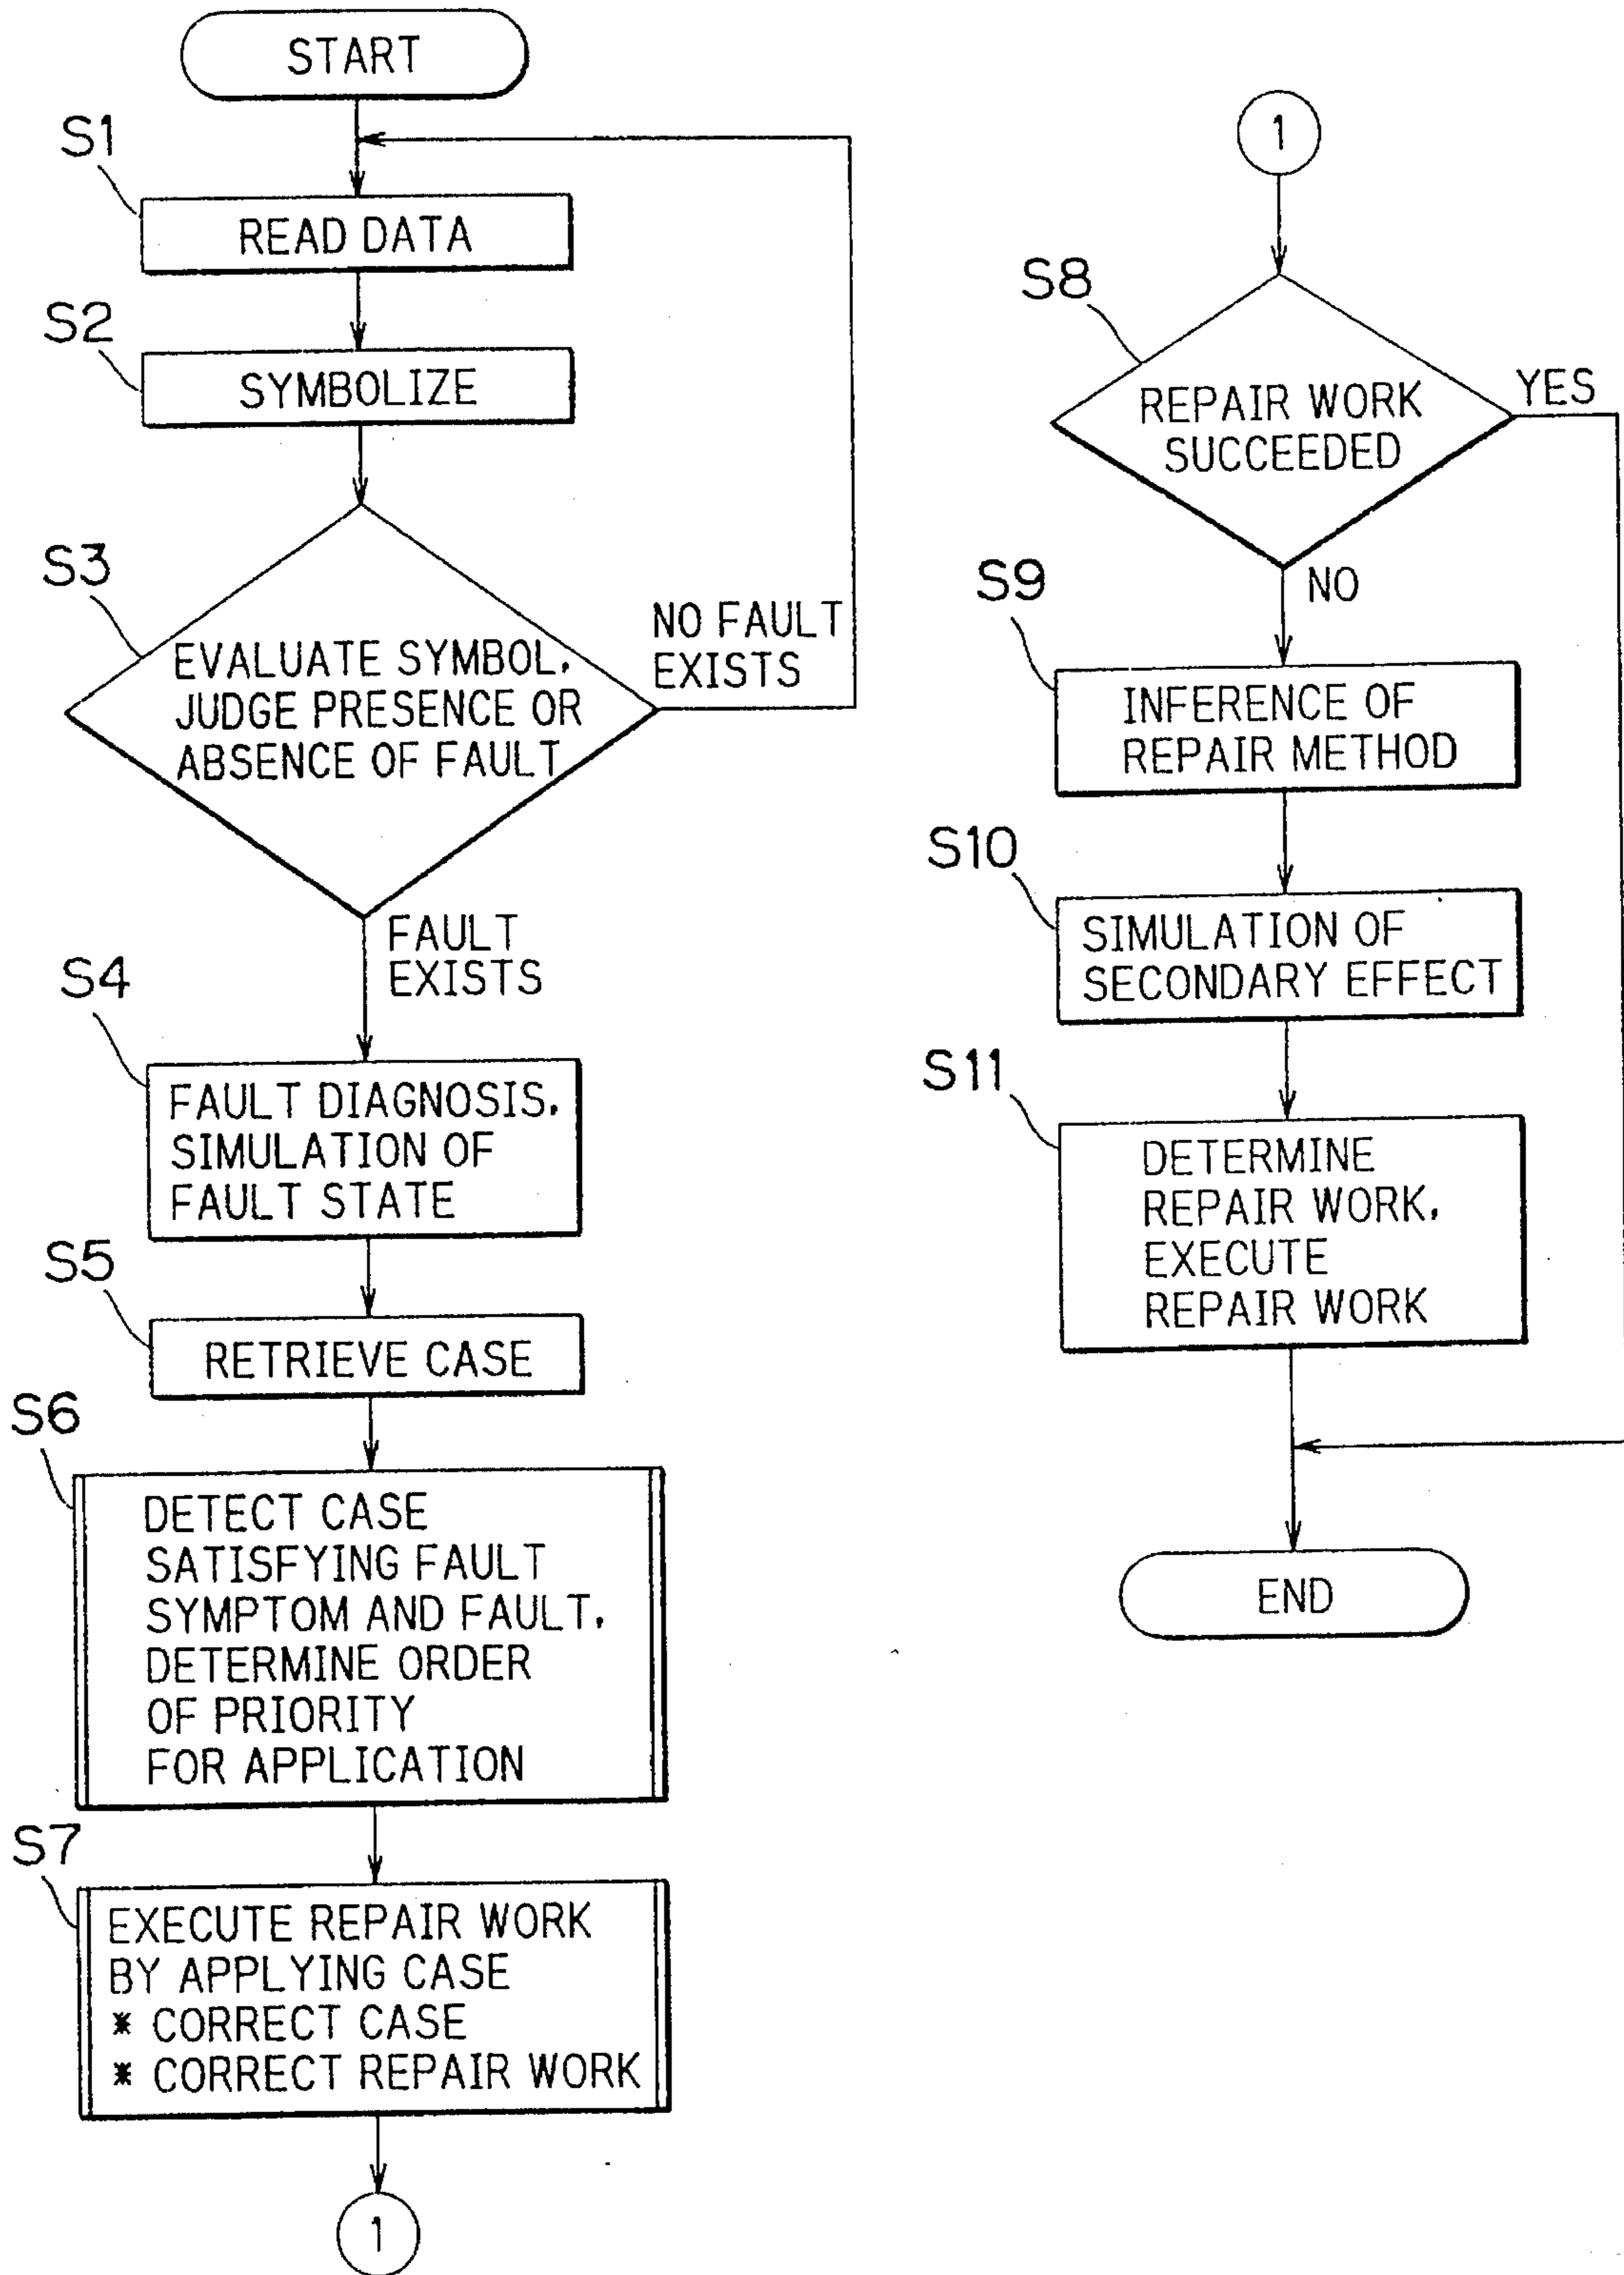 START
S1
READ DATA
S2
SYMBOLIZE
S3
EVALUATE SYMBOL,
JUDGE PRESENCE OR
ABSENCE OF FAULT
NO FAULT
EXISTS
FAULT
EXISTS
S4
FAULT DIAGNOSIS,
SIMULATION OF
FAULT STATE
S5
RETRIEVE CASE
S6
DETECT CASE
SATISFYING FAULT
SYMPTOM AND FAULT,
DETERMINE ORDER
OF PRIORITY
FOR APPLICATION
S7
EXECUTE REPAIR WORK
BY APPLYING CASE
* CORRECT CASE
* CORRECT REPAIR WORK
1
1
S8
REPAIR WORK
SUCCEEDED
YES
NO
S9
INFERENCE OF
REPAIR METHOD
S10
SIMULATION OF
SECONDARY EFFECT
S11
DETERMINE
REPAIR WORK,
EXECUTE
REPAIR WORK
END